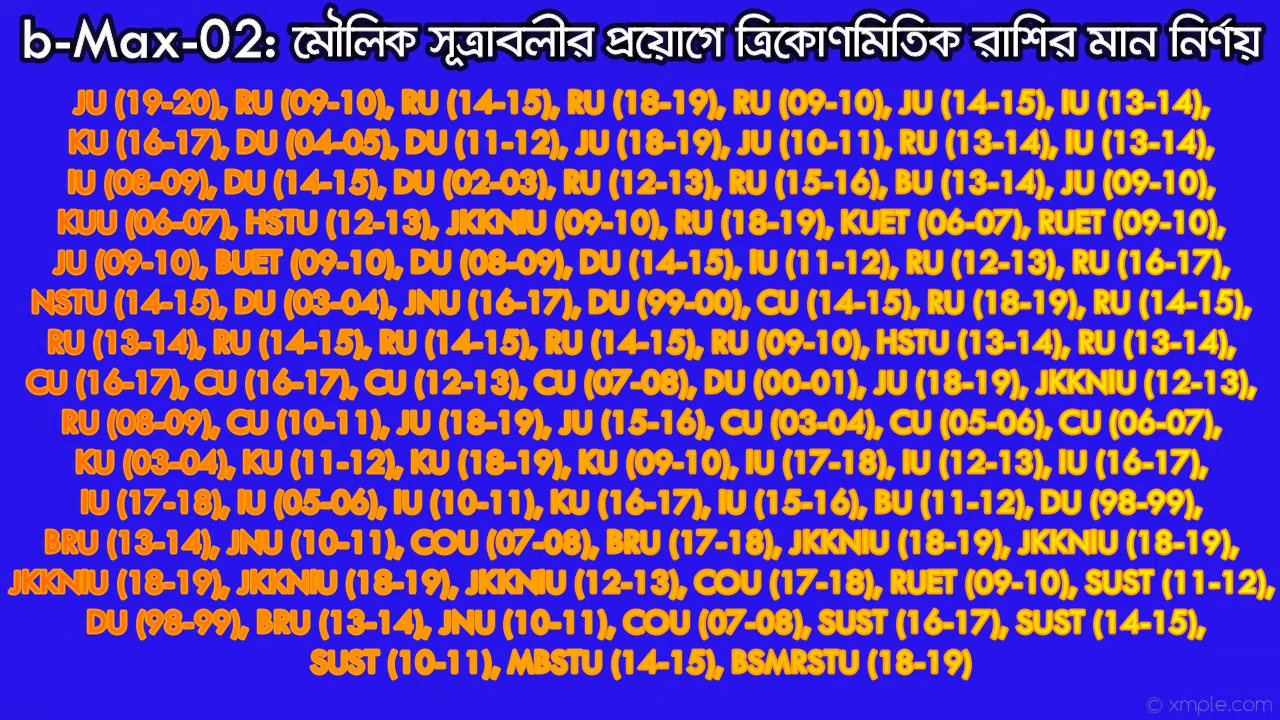 b-Max-02: মৌলিক সূত্রাবলীর প্রয়োগে ত্রিকোণমিতিক রাশির মান নির্ণয়
JU (19-20), RU (09-10), RU (14-15), RU (18-19), RU (09-10), JU (14-15), IU (13-14),
KU (16-17), DU (04-05), DU (11-12), JU (18-19), JU (10-11), RU (13-14), IU (13-14),
IU (08-09), DU (14-15), DU (02-03), RU (12-13), RU (15-16), BU (13-14), JU (09-10),
KUU (06-07), HSTU (12-13), JKKNIU (09-10), RU (18-19), KUET (06-07), RUET (09-10),
JU (09-10), BUET (09-10), DU (08-09), DU (14-15), IU (11-12), RU (12-13), RU (16-17),
NSTU (14-15), DU (03-04), JNU (16-17), DU (99-00), CU (14-15), RU (18-19), RU (14-15),
RU (13-14), RU (14-15), RU (14-15), RU (14-15), RU (09-10), HSTU (13-14), RU (13-14),
CU (16-17), CU (16-17), CU (12-13), CU (07-08), DU (00-01), JU (18-19), JKKNIU (12-13),
RU (08-09), CU (10-11), JU (18-19), JU (15-16), CU (03-04), CU (05-06), CU (06-07),
KU (03-04), KU (11-12), KU (18-19), KU (09-10), IU (17-18), IU (12-13), IU (16-17),
IU (17-18), IU (05-06), IU (10-11), KU (16-17), IU (15-16), BU (11-12), DU (98-99),
BRU (13-14), JNU (10-11), COU (07-08), BRU (17-18), JKKNIU (18-19), JKKNIU (18-19),
JKKNIU (18-19), JKKNIU (18-19), JKKNIU (12-13), COU (17-18), RUET (09-10), SUST (11-12),
DU (98-99), BRU (13-14), JNU (10-11), COU (07-08), SUST (16-17), SUST (14-15),
SUST (10-11), MBSTU (14-15), BSMRSTU (18-19)
© xmple.com